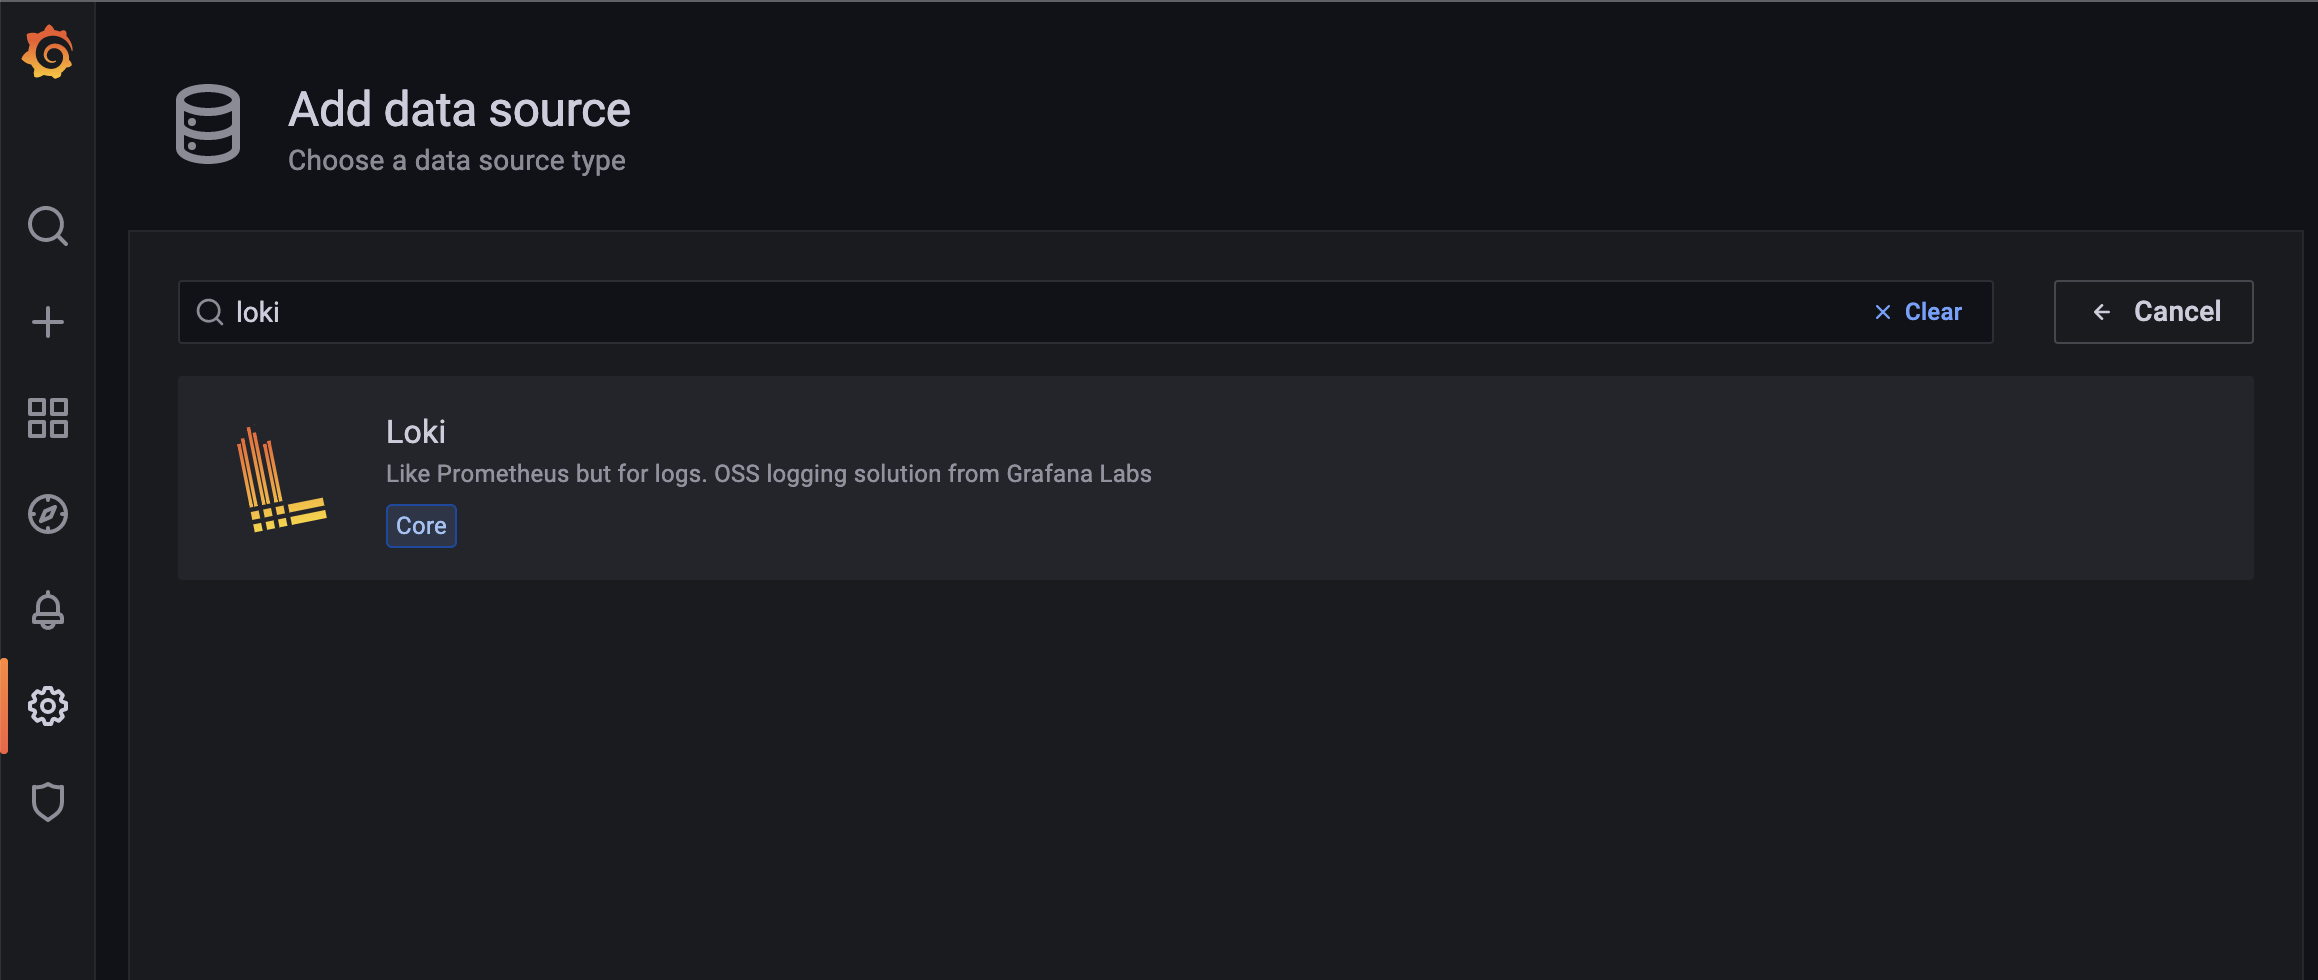 Add data source
Choose a data source type
loki
Clear
Cancel
Loki
Like Prometheus but for logs. OSS logging solution from Grafana Labs
Core